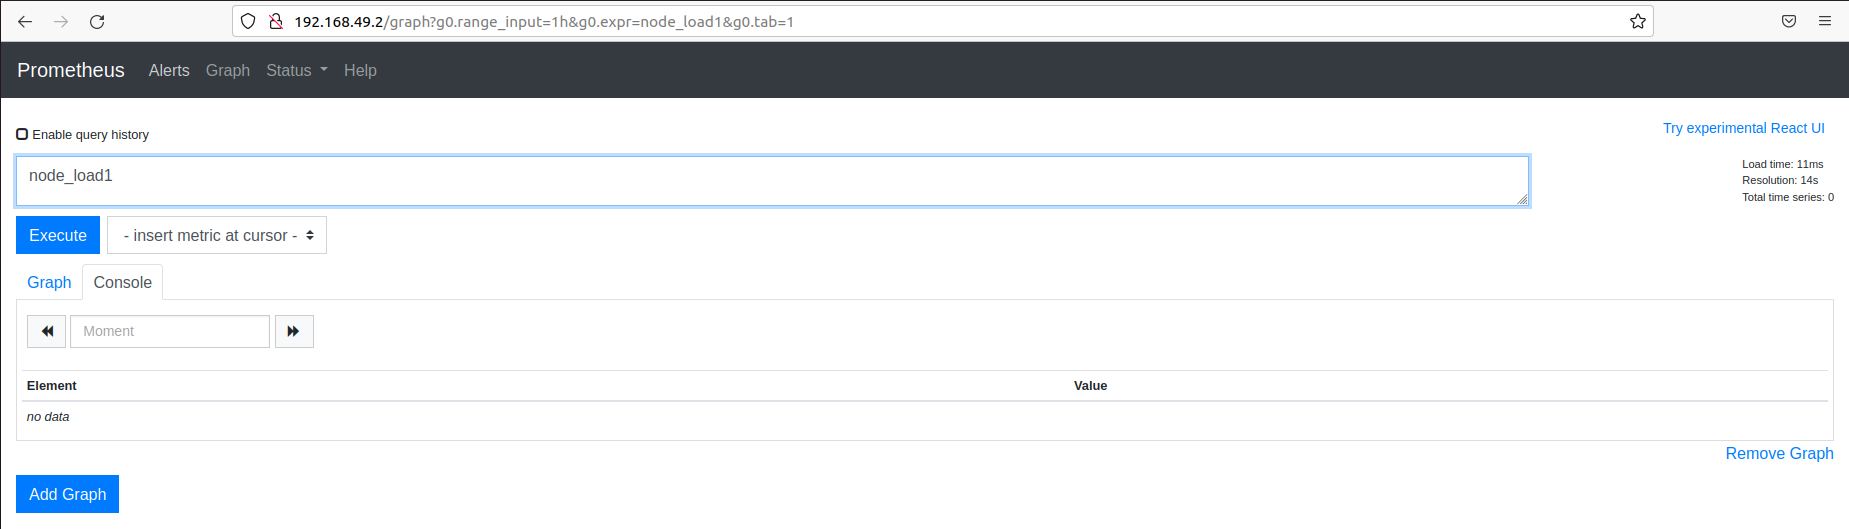 192.168.49.2/graph?g0.range_input=1h&g0.expr=node_load1&g0.tab=1
Prometheus Alerts Graph Status Help
Enable query history
Try experimental React UI
node_load1
Load time: 11ms
Resolution: 14s
Total time series: 0
Execute - insert metric at cursor -
Graph Console
Moment
Element Value
no data
Remove Graph
Add Graph